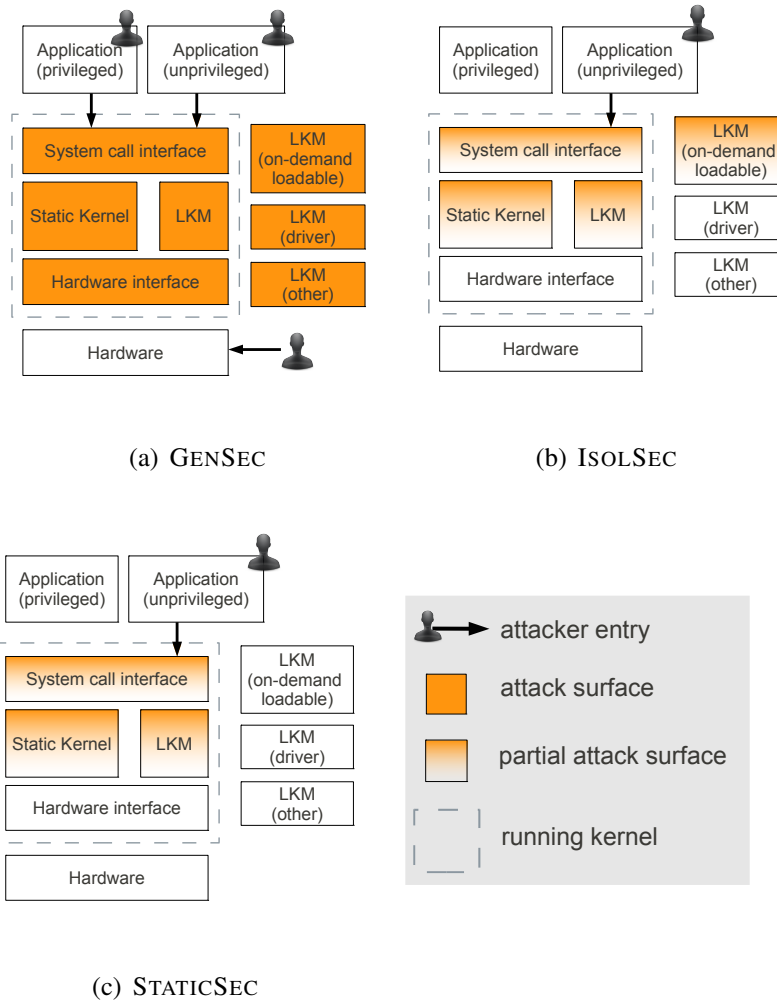 Application
(privileged)
Application
(unprivileged)
System call interface
Static Kernel
LKM
Hardware interface
LKM
(on-demand
loadable)
LKM
(driver)
LKM
(other)
Hardware
(a) GENSEC
Application
(privileged)
Application
(unprivileged)
System call interface
Static Kernel
LKM
Hardware interface
LKM
(on-demand
loadable)
LKM
(driver)
LKM
(other)
Hardware
(b) ISOLSEC
Application
(privileged)
Application
(unprivileged)
System call interface
Static Kernel
LKM
Hardware interface
LKM
(on-demand
loadable)
LKM
(driver)
LKM
(other)
Hardware
(c) STATICSEC
attacker entry
attack surface
partial attack surface
running kernel